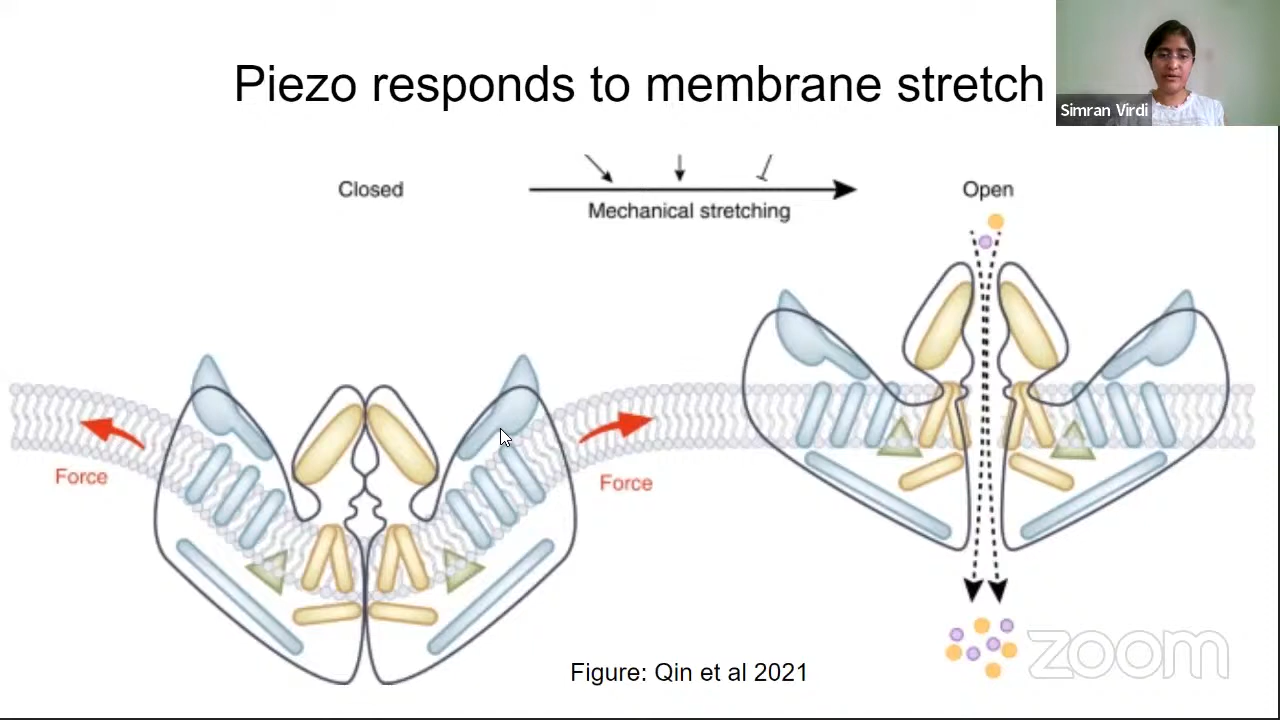 Piezo responds to membrane stretch
Simran Virdi
Closed
Mechanical stretching
Open
Force
Force
Figure: Qin et al 2021
zoom